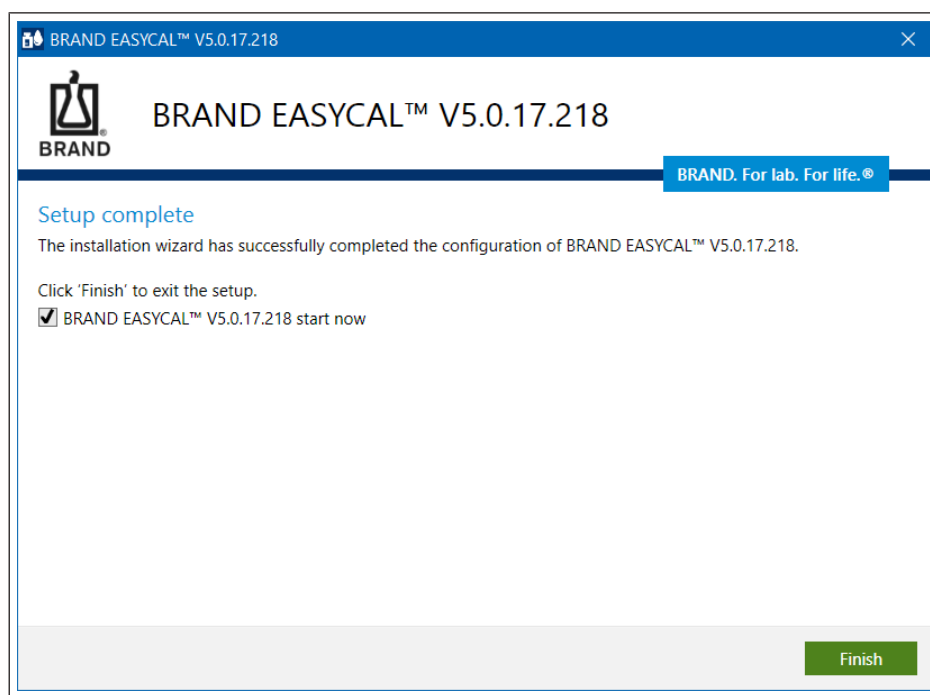 BRAND EASYCAL™ V5.0.17.218
BRAND®
BRAND EASYCAL™ V5.0.17.218
BRAND. For lab. For life.®
Setup complete
The installation wizard has successfully completed the configuration of BRAND EASYCAL™ V5.0.17.218.
Click ‘Finish’ to exit the setup.
BRAND EASYCAL™ V5.0.17.218 start now
Finish